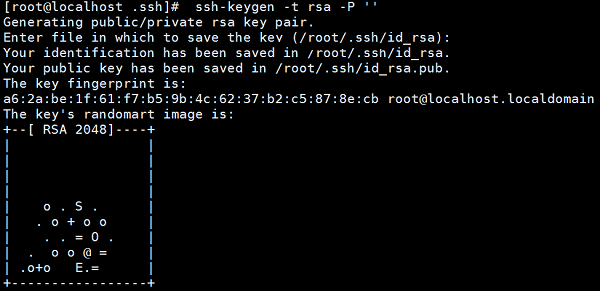 [root@localhost .ssh]#  ssh-keygen -t rsa -P ''
Generating public/private rsa key pair.
Enter file in which to save the key (/root/.ssh/id_rsa):
Your identification has been saved in /root/.ssh/id_rsa.
Your public key has been saved in /root/.ssh/id_rsa.pub.
The key fingerprint is:
a6:2a:be:1f:61:f7:b5:9b:4c:62:37:b2:c5:87:8e:cb root@localhost.localdomain
The key's randomart image is:
+--[ RSA 2048]----+
|                 |
|                 |
|                 |
|                 |
|    o . S .      |
|   . o + o o     |
|    . . = O .    |
|  .  o o @ =     |
| .o+o   E.=      |
+-----------------+